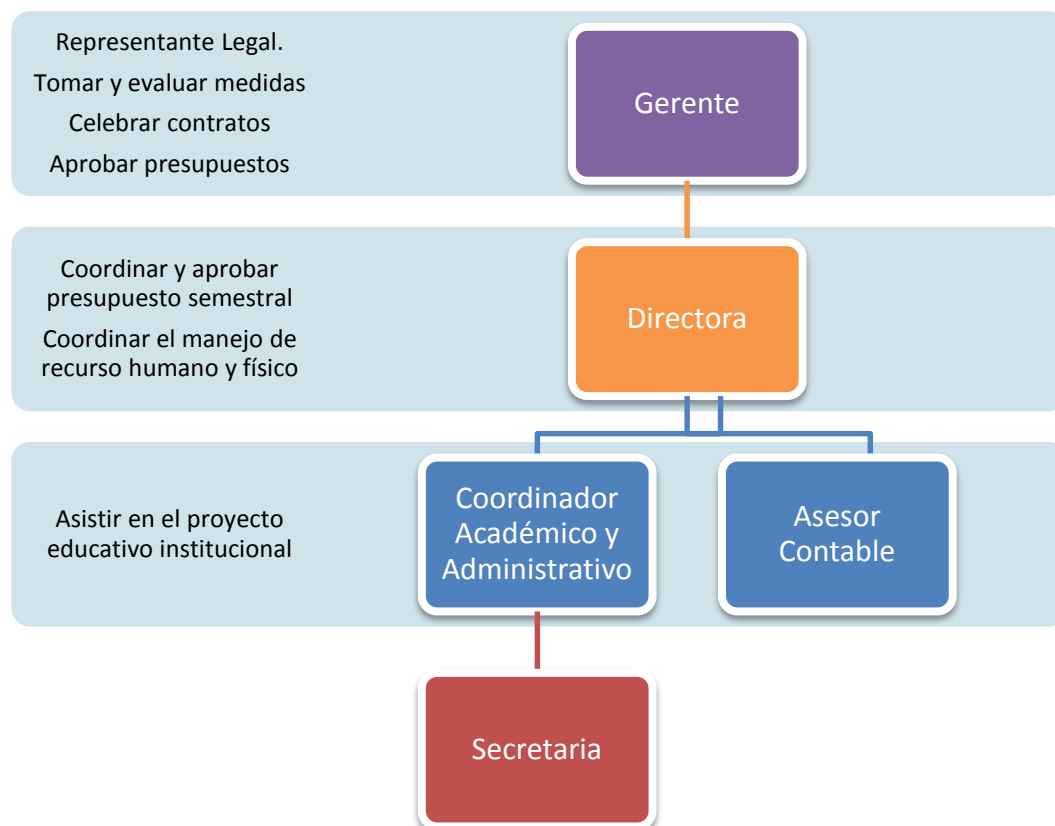 Representante Legal.
Tomar y evaluar medidas
Celebrar contratos
Aprobar presupuestos
Gerente
Coordinar y aprobar
presupuesto semestral
Coordinar el manejo de
recurso humano y físico
Directora
Asistir en el proyecto
educativo institucional
Coordinador
Académico y
Administrativo
Asesor
Contable
Secretaria